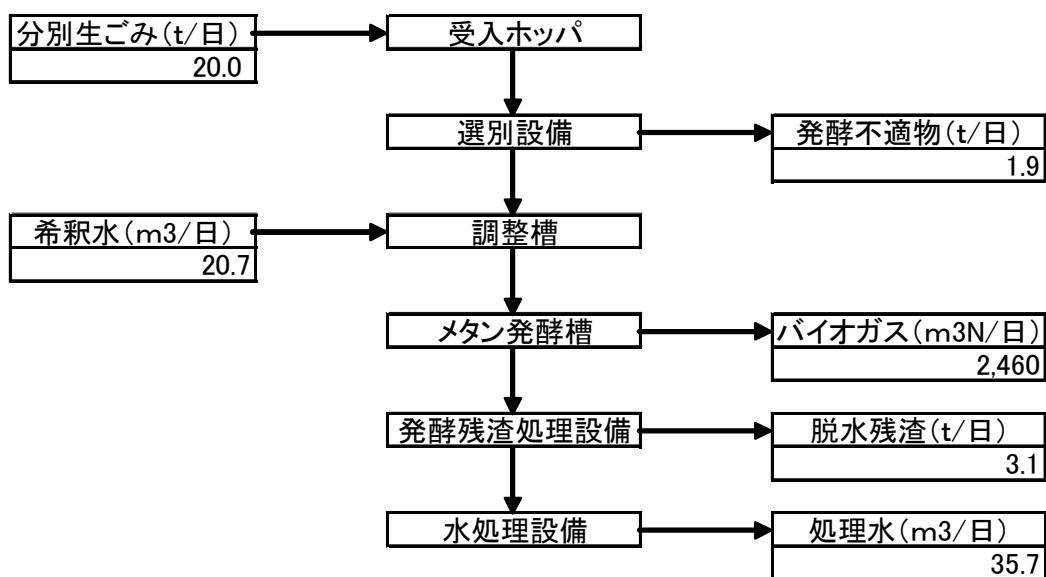 分別生ごみ(t/日)
20.0
受入ホッパ
選別設備
発酵不適物(t/日)
1.9
希釈水(m3/日)
20.7
調整槽
メタン発酵槽
バイオガス(m3N/日)
2,460
発酵残渣処理設備
脱水残渣(t/日)
3.1
水処理設備
処理水(m3/日)
35.7